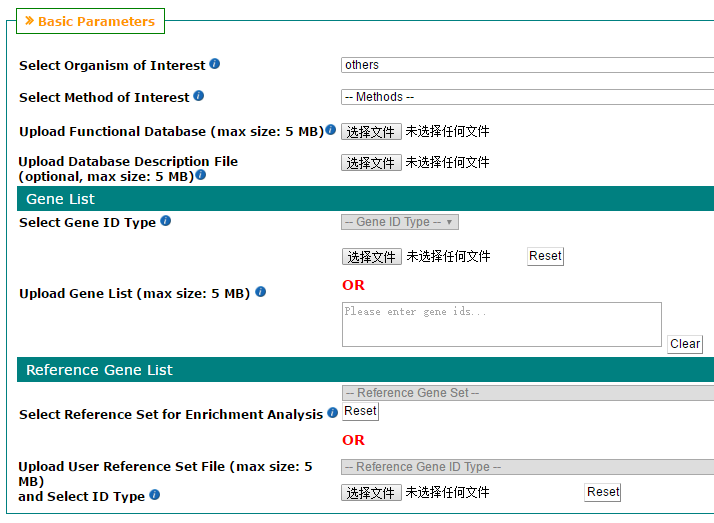 » Basic Parameters
Select Organism of Interest
others
Select Method of Interest
-- Methods --
Upload Functional Database (max size: 5 MB)
选择文件 未选择任何文件
Upload Database Description File
(optional, max size: 5 MB)
选择文件 未选择任何文件
Gene List
Select Gene ID Type
-- Gene ID Type --
选择文件 未选择任何文件 Reset
OR
Upload Gene List (max size: 5 MB)
Please enter gene ids...
Clear
Reference Gene List
-- Reference Gene Set --
Select Reference Set for Enrichment Analysis
Reset
OR
Upload User Reference Set File (max size: 5
MB)
and Select ID Type
-- Reference Gene ID Type --
选择文件 未选择任何文件 Reset